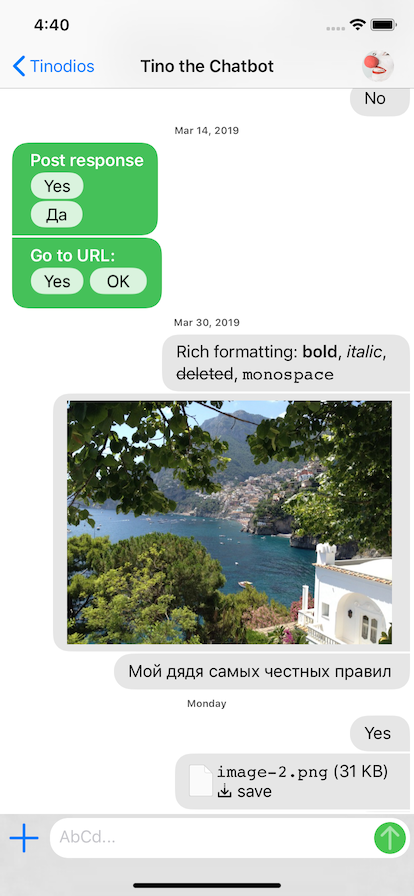 4:40
Tinodios
Tino the Chatbot
No
Mar 14, 2019
Post response
Yes
Да
Go to URL:
Yes OK
Mar 30, 2019
Rich formatting: bold, italic,
deleted, monospace
Мой дядя самых честных правил
Monday
Yes
image-2.png (31 KB)
save
AbCd...